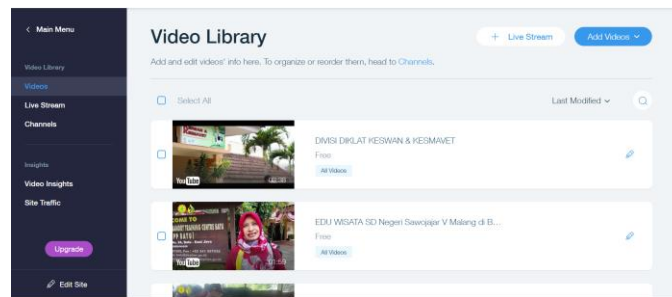 < Main Menu
Video Library
Videos
Live Stream
Channels
Insights
Video Insights
Site Traffic
Upgrade
Edit Site
Video Library
+ Live Stream
Add Videos
Add and edit videos' info here. To organize or reorder them, head to Channels.
Select All
Last Modified
DIVISI DIKLAT KESWAN & KESMAVET
Free
All Videos
YouTube
EDU WISATA SD Negeri Sawojajar V Malang di B...
Free
All Videos
COME TO
YouTube